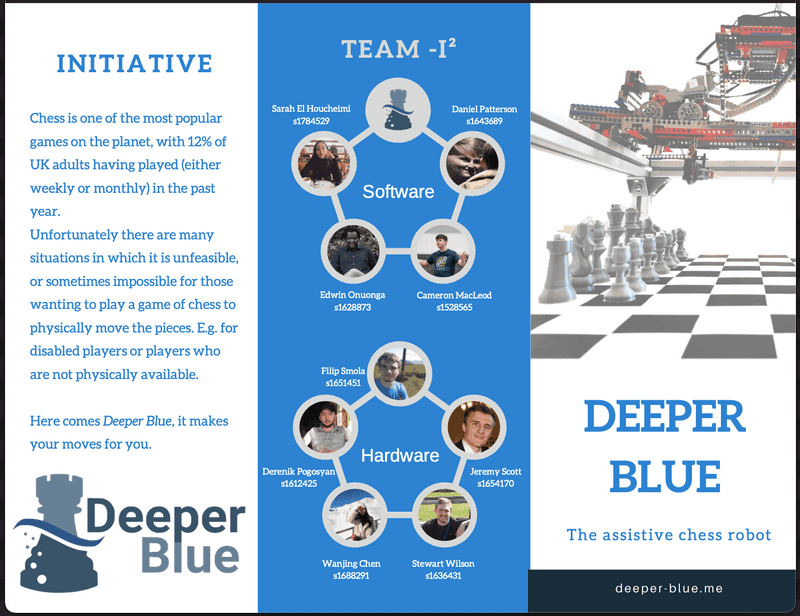 INITIATIVE
Chess is one of the most popular
games on the planet, with 12% of
UK adults having played (either
weekly or monthly) in the past
year.
Unfortunately there are many
situations in which it is unfeasible,
or sometimes impossible for those
wanting to play a game of chess to
physically move the pieces. E.g. for
disabled players or players who
are not physically available.
Here comes Deeper Blue, it makes
your moves for you.
Deeper
Blue
TEAM -I²
Sarah El Houcheimi
s1784529
Daniel Patterson
s1643689
Software
Edwin Onuonga
s1628873
Cameron MacLeod
s1528565
Filip Smola
s1651451
Hardware
Derenik Pogosyan
s1612425
Jeremy Scott
s1654170
Wanjing Chen
s1688291
Stewart Wilson
s1636431
DEEPER
BLUE
The assistive chess robot
deeper-blue.me